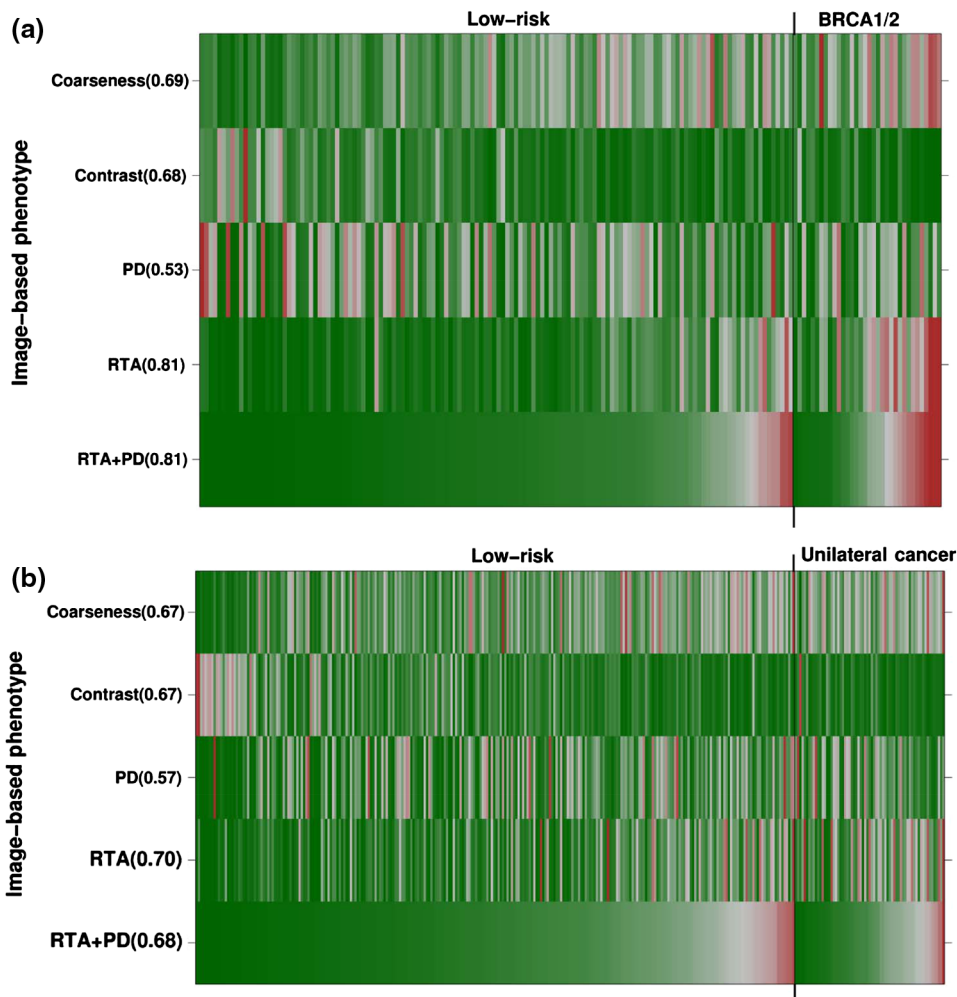 (a)
Low−risk
BRCA1/2
Image−based phenotype
Coarseness(0.69)
Contrast(0.68)
PD(0.53)
RTA(0.81)
RTA+PD(0.81)
(b)
Low−risk
Unilateral cancer
Image−based phenotype
Coarseness(0.67)
Contrast(0.67)
PD(0.57)
RTA(0.70)
RTA+PD(0.68)